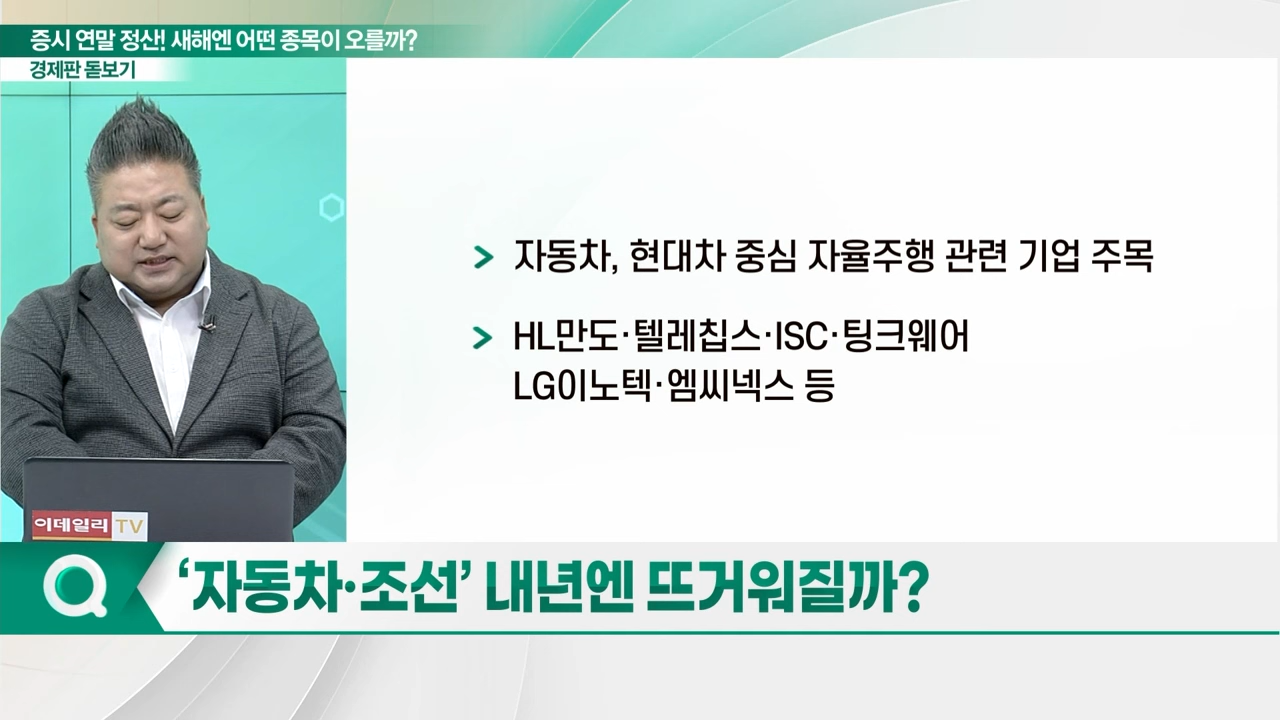 증시 연말 정산! 새해엔 어떤 종목이 오를까?
경제판 돋보기
자동차, 현대차 중심 자율주행 관련 기업 주목
HL만도·텔레칩스·ISC·팅크웨어
LG이노텍·엠씨넥스 등
이데일리 TV
Q
‘자동차·조선’ 내년엔 뜨거워질까?